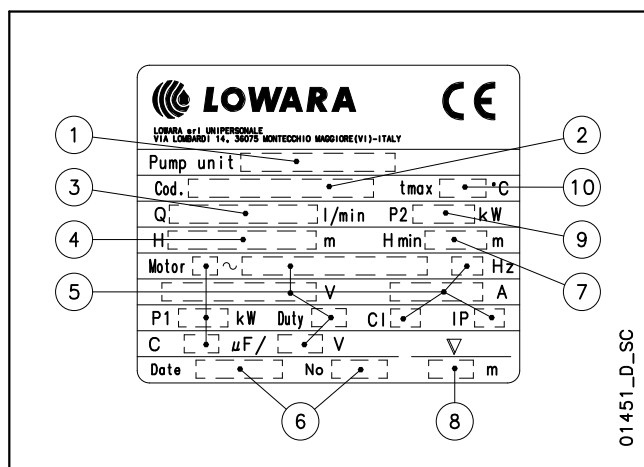 LOWARA CE
LOWARA srl UNIPERSONALE
VIA LOMBARDI 14, 36075 MONTECCHIO MAGGIORE(VI)-ITALY
1 2
Pump unit
Cod. tmax °C
3 10
Q l/min P2 kW
4 9
H m H min m
Motor ~ Hz
5 7
V A
P1 kW Duty Cl IP
C µF/ V
Date No m
6 8
01451_D_SC